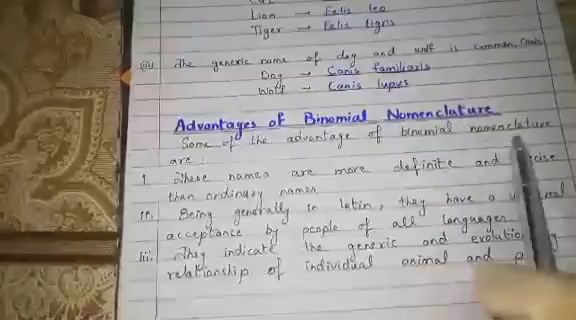 Lion → Felis leo
Tiger → Felis tigris
(iii) The generic name of dog and wolf is common, Canis
Dog → Canis familiaris
Wolf → Canis lupus
Advantages of Binomial Nomenclature
Some of the advantage of binomial nomenclature
are :
i. These names are more definite and
than ordinary names.
ii. Being generally in latin, they have a
acceptance by people of all languages
iii. They indicate the generic and
relationship of individual animal and